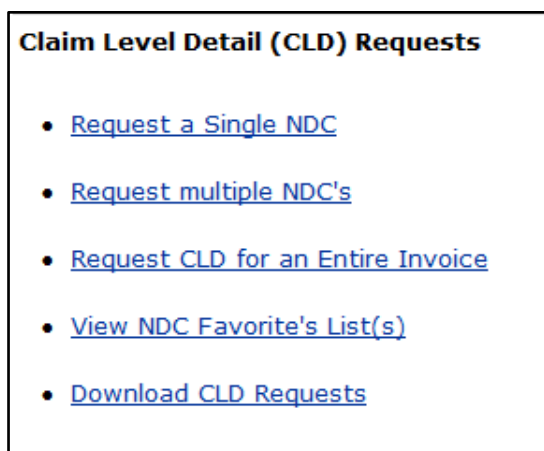 Claim Level Detail (CLD) Requests
• Request a Single NDC
• Request multiple NDC's
• Request CLD for an Entire Invoice
• View NDC Favorite's List(s)
• Download CLD Requests